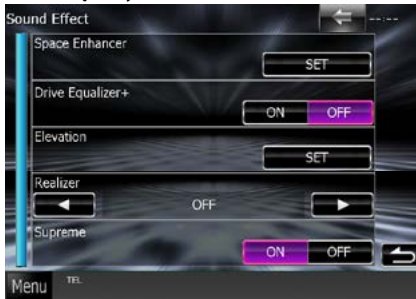 Sound Effect --:--
Space Enhancer
SET
Drive Equalizer+
ON OFF
Elevation
SET
Realizer
OFF
Supreme
ON OFF
Menu TEL